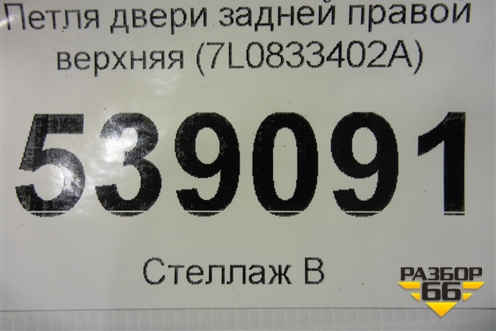 Петля двери задней правой
верхняя (7L0833402A)
539091
Стеллаж В
РАЗБОР
66